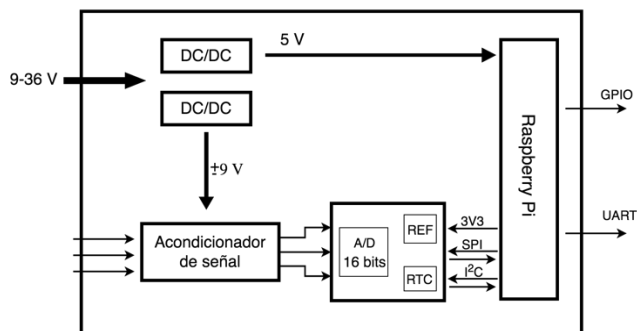 DC/DC
5 V
9-36 V
DC/DC
GPIO
±9 V
Raspberry Pi
UART
Acondicionador
de señal
A/D
16 bits
REF
RTC
3V3
SPI
I²C